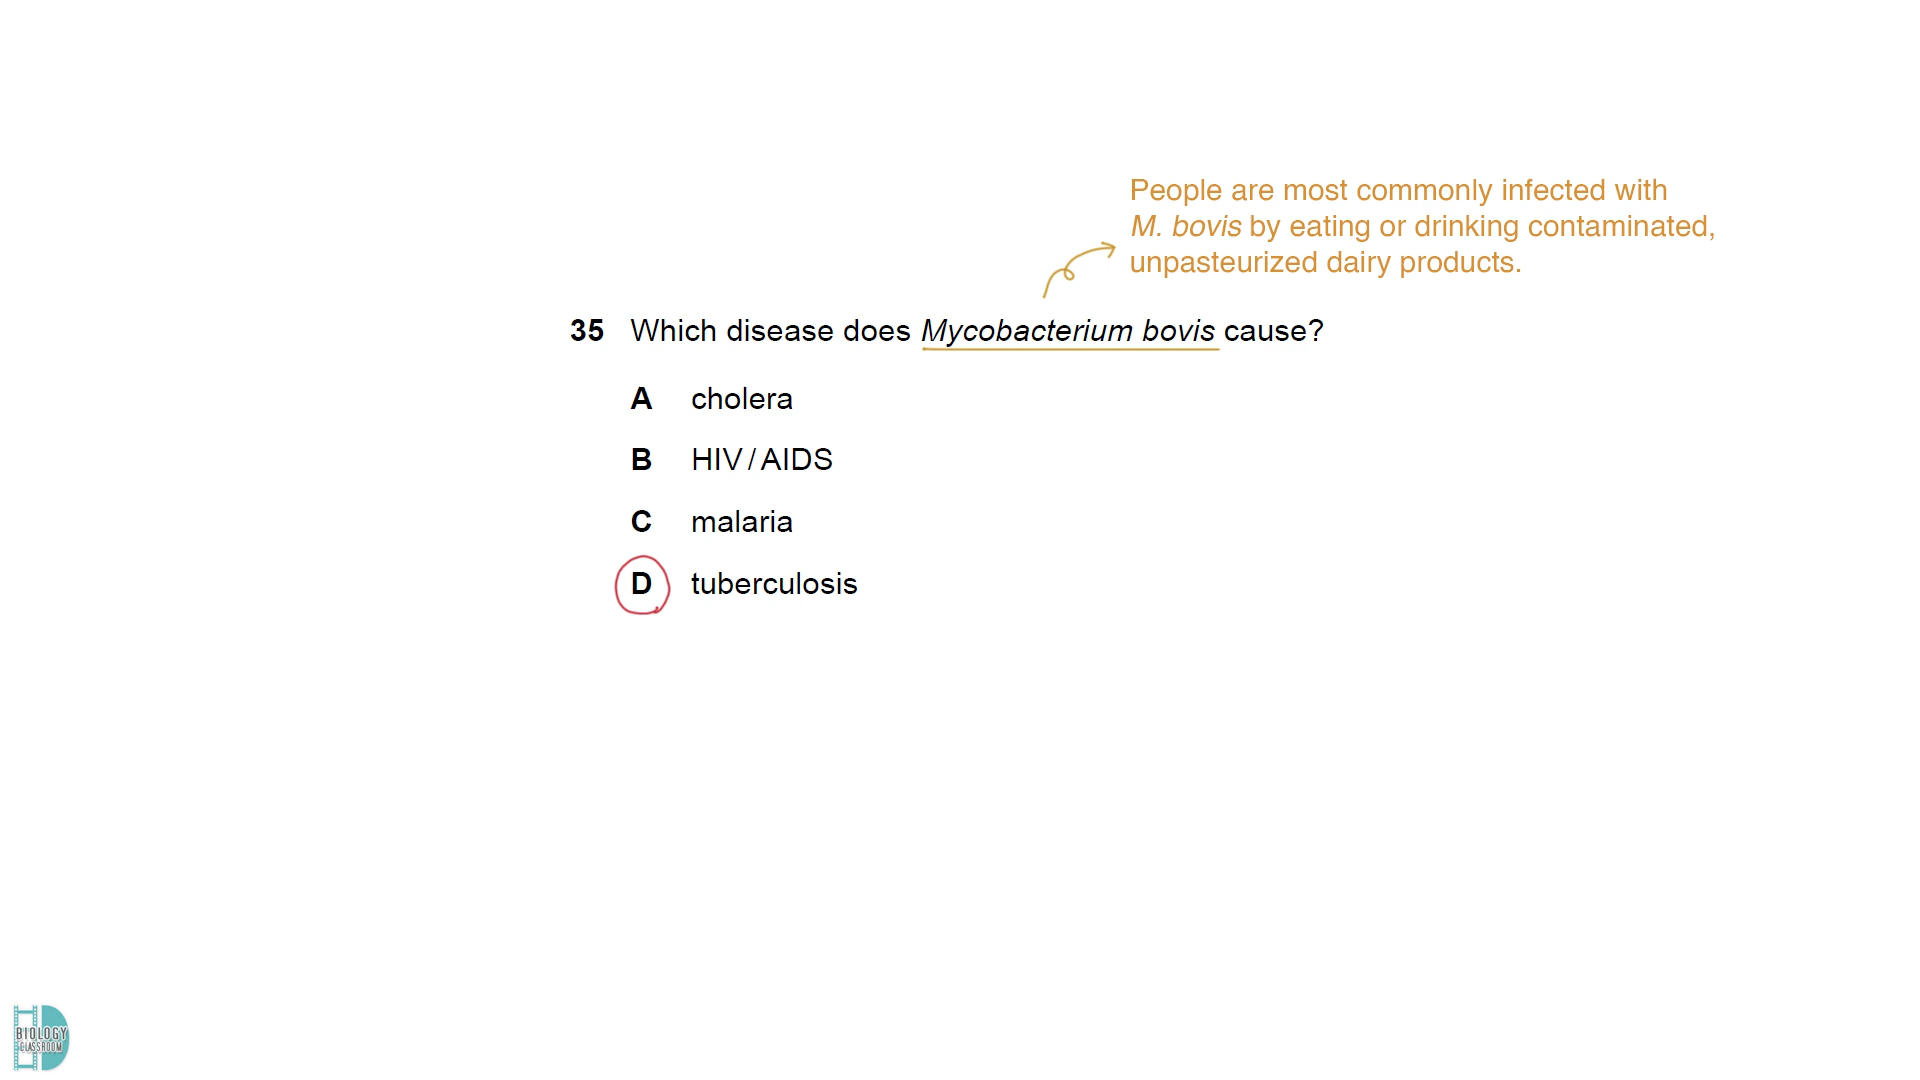 People are most commonly infected with
M. bovis by eating or drinking contaminated,
unpasteurized dairy products.
35 Which disease does Mycobacterium bovis cause?
A cholera
B HIV / AIDS
C malaria
D tuberculosis
BIOLOGY
CLASSROOM